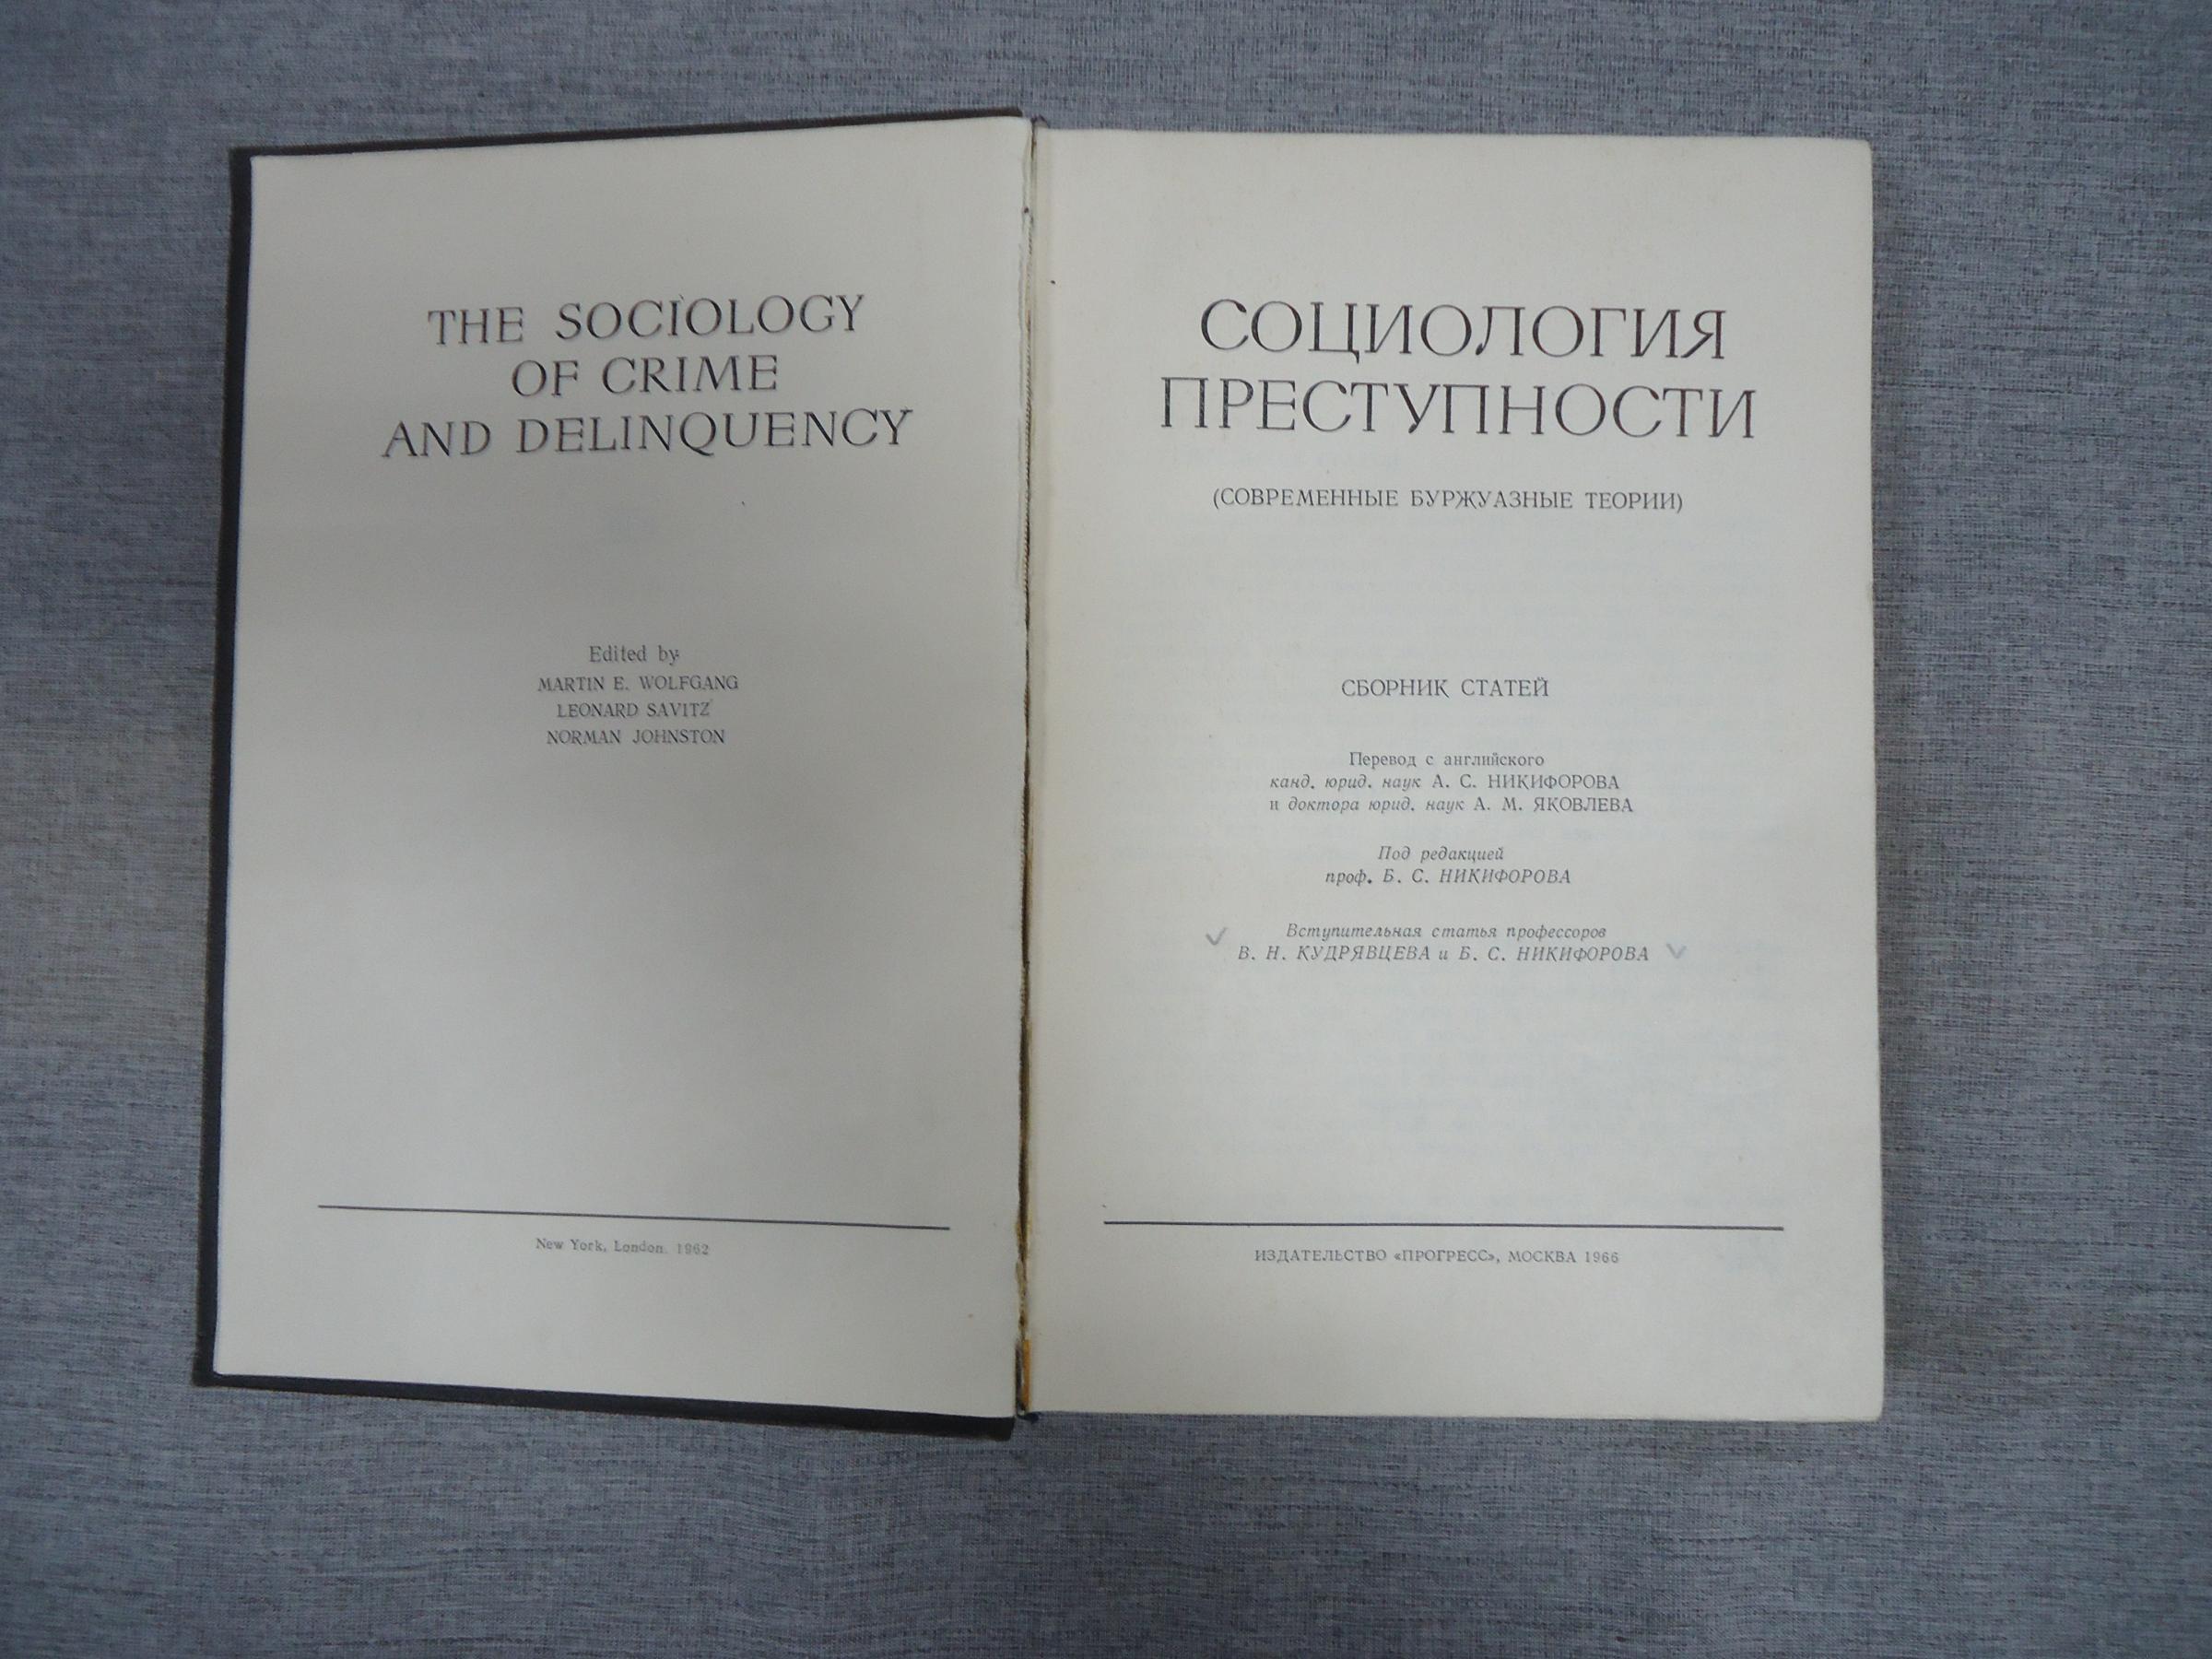 THE SOCIOLOGY
OF CRIME
AND DELINQUENCY
Edited by
MARTIN E. WOLFGANG
LEONARD SAVITZ
NORMAN JOHNSTON
New York, London. 1962
СОЦИОЛОГИЯ
ПРЕСТУПНОСТИ
(СОВРЕМЕННЫЕ БУРЖУАЗНЫЕ ТЕОРИИ)
СБОРНИК СТАТЕЙ
Перевод с английского
канд. юрид. наук А. С. НИКИФОРОВА
и доктора юрид. наук А. М. ЯКОВЛЕВА
Под редакцией
проф. Б. С. НИКИФОРОВА
Вступительная статья профессоров
В. Н. КУДРЯВЦЕВА и Б. С. НИКИФОРОВА
ИЗДАТЕЛЬСТВО «ПРОГРЕСС», МОСКВА 1966